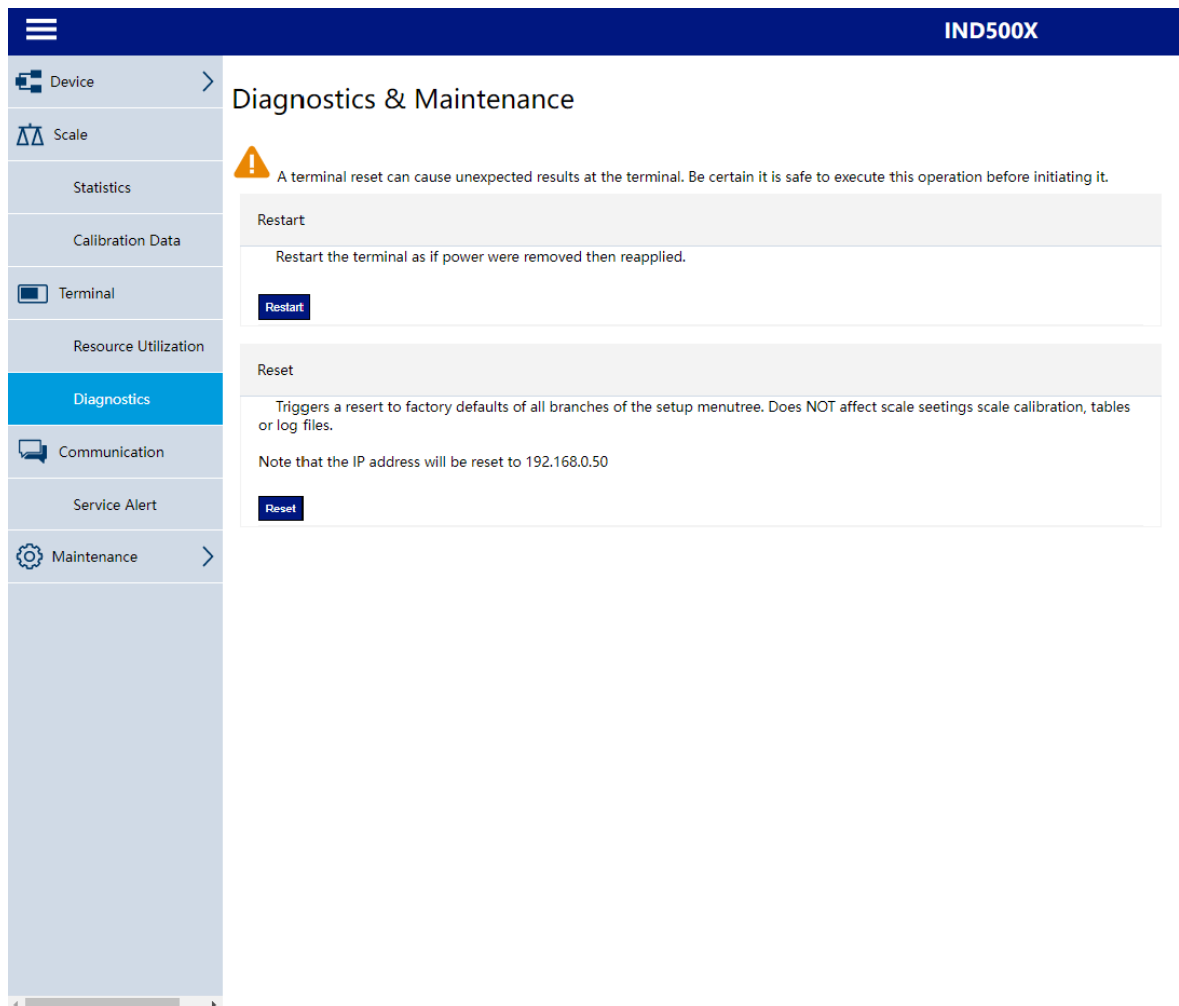 IND500X
Device
Scale
Statistics
Calibration Data
Terminal
Resource Utilization
Diagnostics
Communication
Service Alert
Maintenance
Diagnostics & Maintenance
A terminal reset can cause unexpected results at the terminal. Be certain it is safe to execute this operation before initiating it.
Restart
Restart the terminal as if power were removed then reapplied.
Restart
Reset
Triggers a resert to factory defaults of all branches of the setup menutree. Does NOT affect scale seetings scale calibration, tables
or log files.
Note that the IP address will be reset to 192.168.0.50
Reset